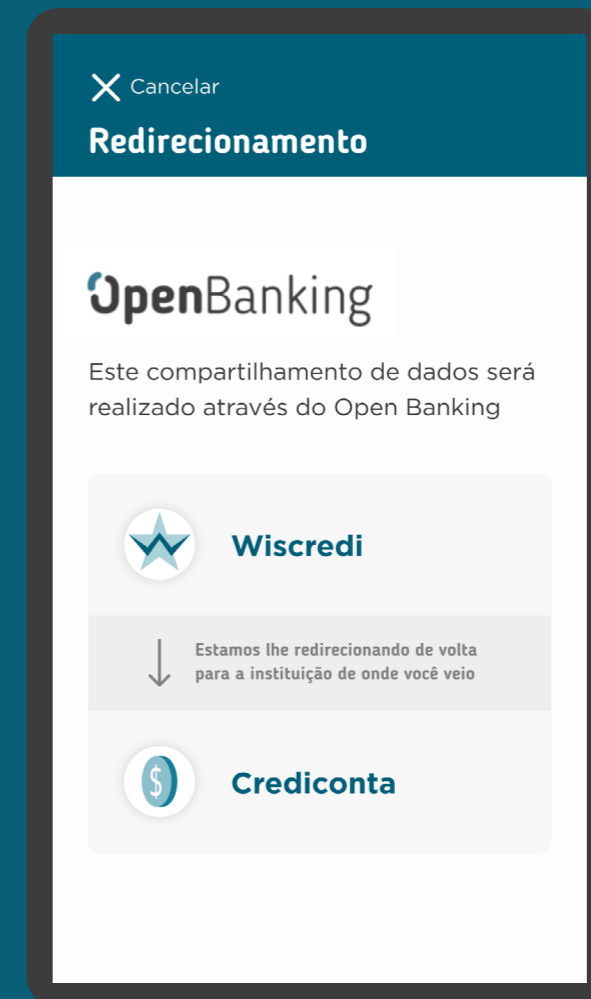 Cancelar
Redirecionamento
OpenBanking
Este compartilhamento de dados será
realizado através do Open Banking
Wiscredi
Estamos lhe redirecionando de volta
para a instituição de onde você veio
$
Crediconta